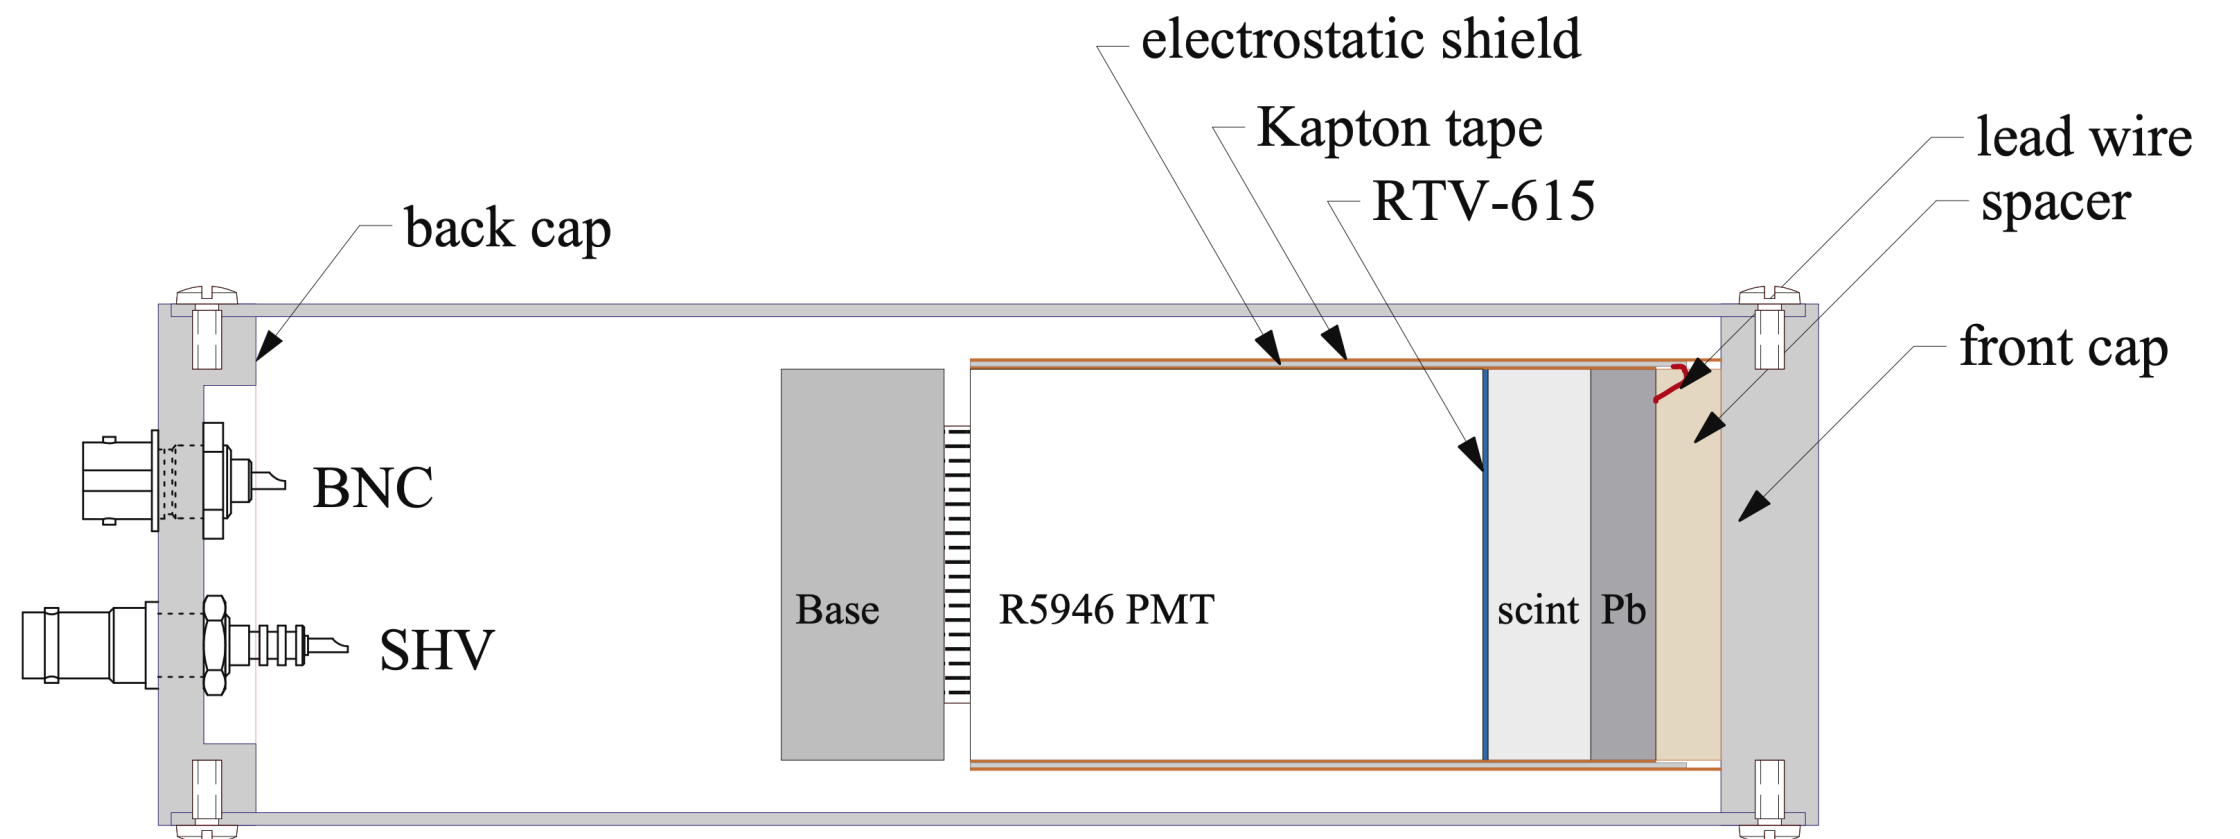 electrostatic shield
Kapton tape
lead wire
RTV-615
spacer
back cap
front cap
BNC
Base
R5946 PMT
scint
Pb
SHV